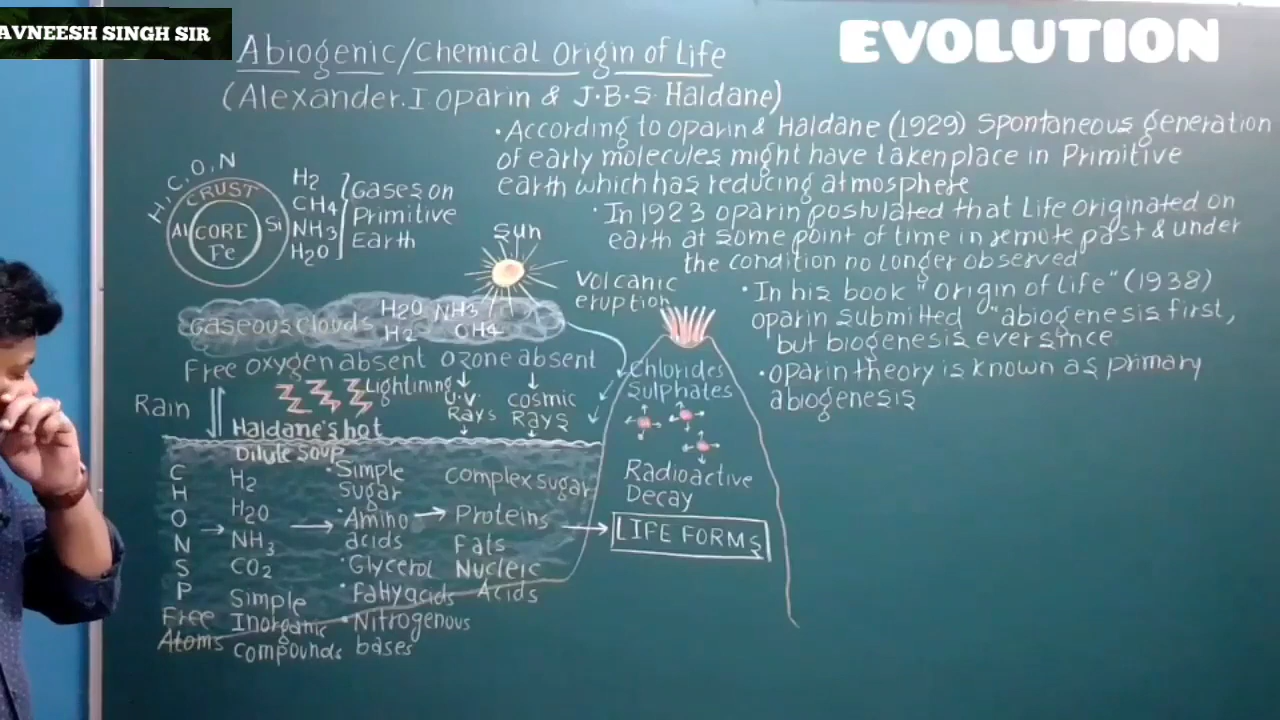 AVNEESH SINGH SIR
EVOLUTION
Abiogenic/Chemical Origin of Life
(Alexander.I.Oparin & J.B.S. Haldane)
• According to oparin & Haldane (1929) Spontaneous generation
of early molecules might have taken place in Primitive
earth which has reducing atmosphere
• In 1923 oparin postulated that Life originated on
earth at some point of time in remote past & under
the condition no longer observed
• In his book "origin of life" (1938)
oparin submitted "abiogenesis first,
but biogenesis ever since
• oparin theory is known as primary
abiogenesis
H, C, O, N
CRUST
Al CORE Si
Fe
H2
CH4
NH3
H2O
Gases on
Primitive
Earth
Sun
Volcanic
eruption
Gaseous clouds H2O NH3
H2 CH4
Free oxygen absent ozone absent
Rain
Lightining
U.V. Rays
cosmic Rays
Chlorides
Sulphates
Haldane's hot
Dilute Soup
Radioactive
Decay
C
H
O
N
S
P
Free
Atoms
H2
H2O
NH3
CO2
Simple
Inorganic
compounds
• Simple
sugar
• Amino
acids
• Glycerol
• Fattyacids
• Nitrogenous
bases
Complex sugar
Proteins
Fats
Nucleic
Acids
LIFE FORMS